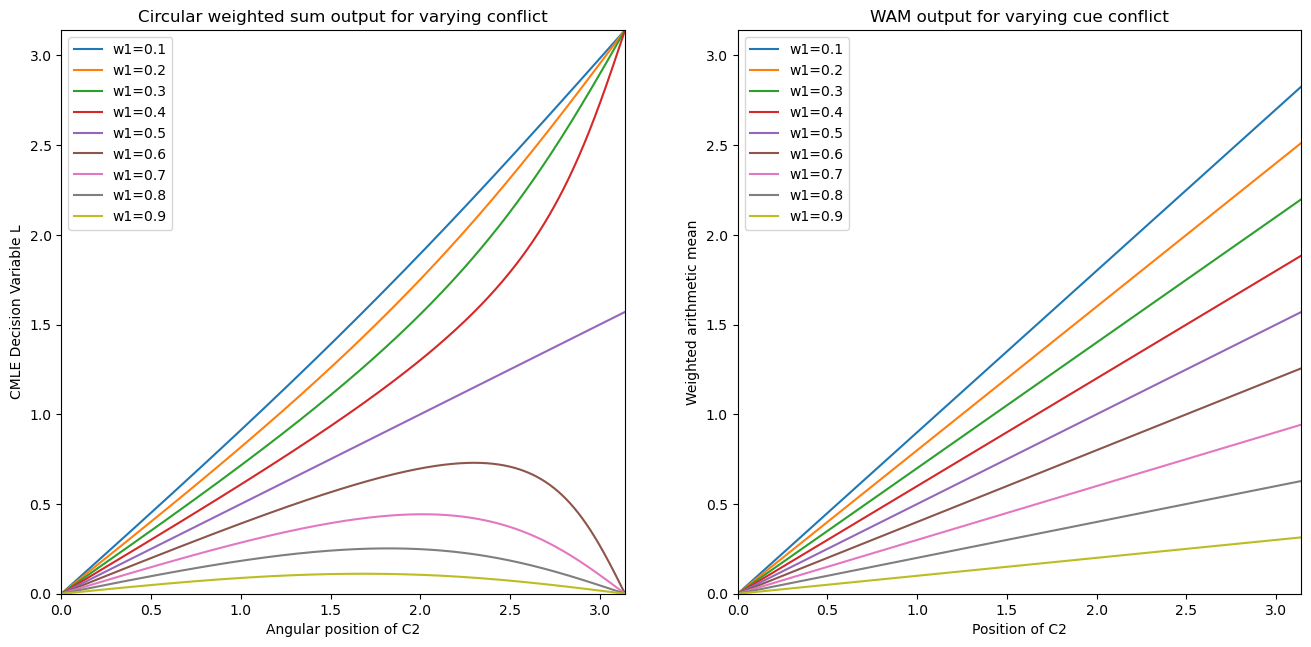 Circular weighted sum output for varying conflict
CMLE Decision Variable L
3.0
2.5
2.0
1.5
1.0
0.5
0.0
w1=0.1
w1=0.2
w1=0.3
w1=0.4
w1=0.5
w1=0.6
w1=0.7
w1=0.8
w1=0.9
0.0 0.5 1.0 1.5 2.0 2.5 3.0
Angular position of C2
WAM output for varying cue conflict
Weighted arithmetic mean
3.0
2.5
2.0
1.5
1.0
0.5
0.0
w1=0.1
w1=0.2
w1=0.3
w1=0.4
w1=0.5
w1=0.6
w1=0.7
w1=0.8
w1=0.9
0.0 0.5 1.0 1.5 2.0 2.5 3.0
Position of C2